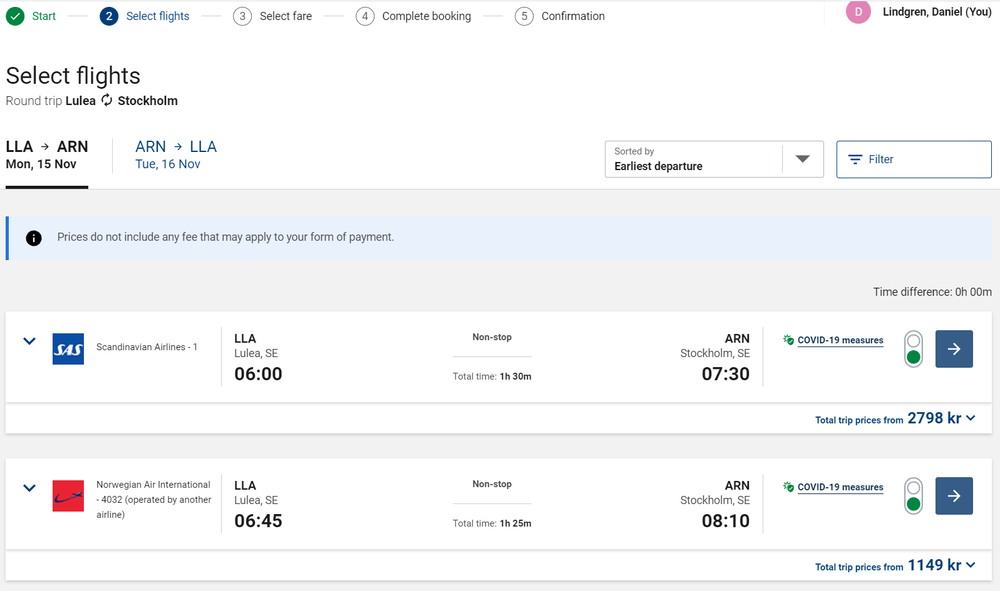 Start
2 Select flights
3 Select fare
4 Complete booking
5 Confirmation
D Lindgren, Daniel (You)
Select flights
Round trip Lulea Stockholm
LLA → ARN
Mon, 15 Nov
ARN → LLA
Tue, 16 Nov
Sorted by
Earliest departure
Filter
Prices do not include any fee that may apply to your form of payment.
Time difference: 0h 00m
SAS
Scandinavian Airlines - 1
LLA
Lulea, SE
06:00
Non-stop
Total time: 1h 30m
ARN
Stockholm, SE
07:30
COVID-19 measures
Total trip prices from 2798 kr
Norwegian Air International
- 4032 (operated by another
airline)
LLA
Lulea, SE
06:45
Non-stop
Total time: 1h 25m
ARN
Stockholm, SE
08:10
COVID-19 measures
Total trip prices from 1149 kr